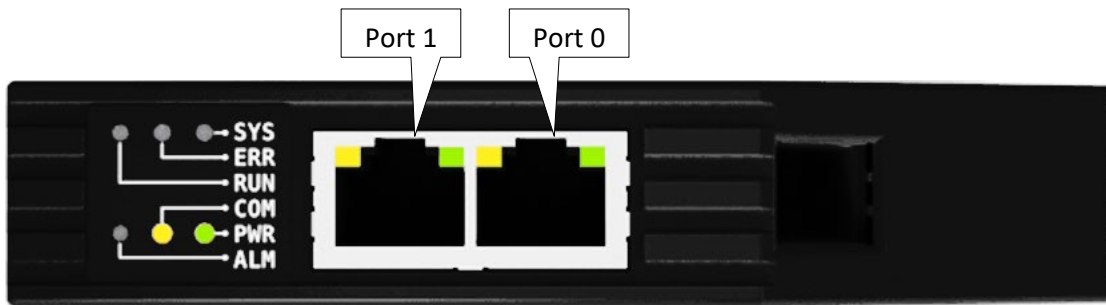 Port 1
Port 0
SYS
ERR
RUN
COM
PWR
ALM